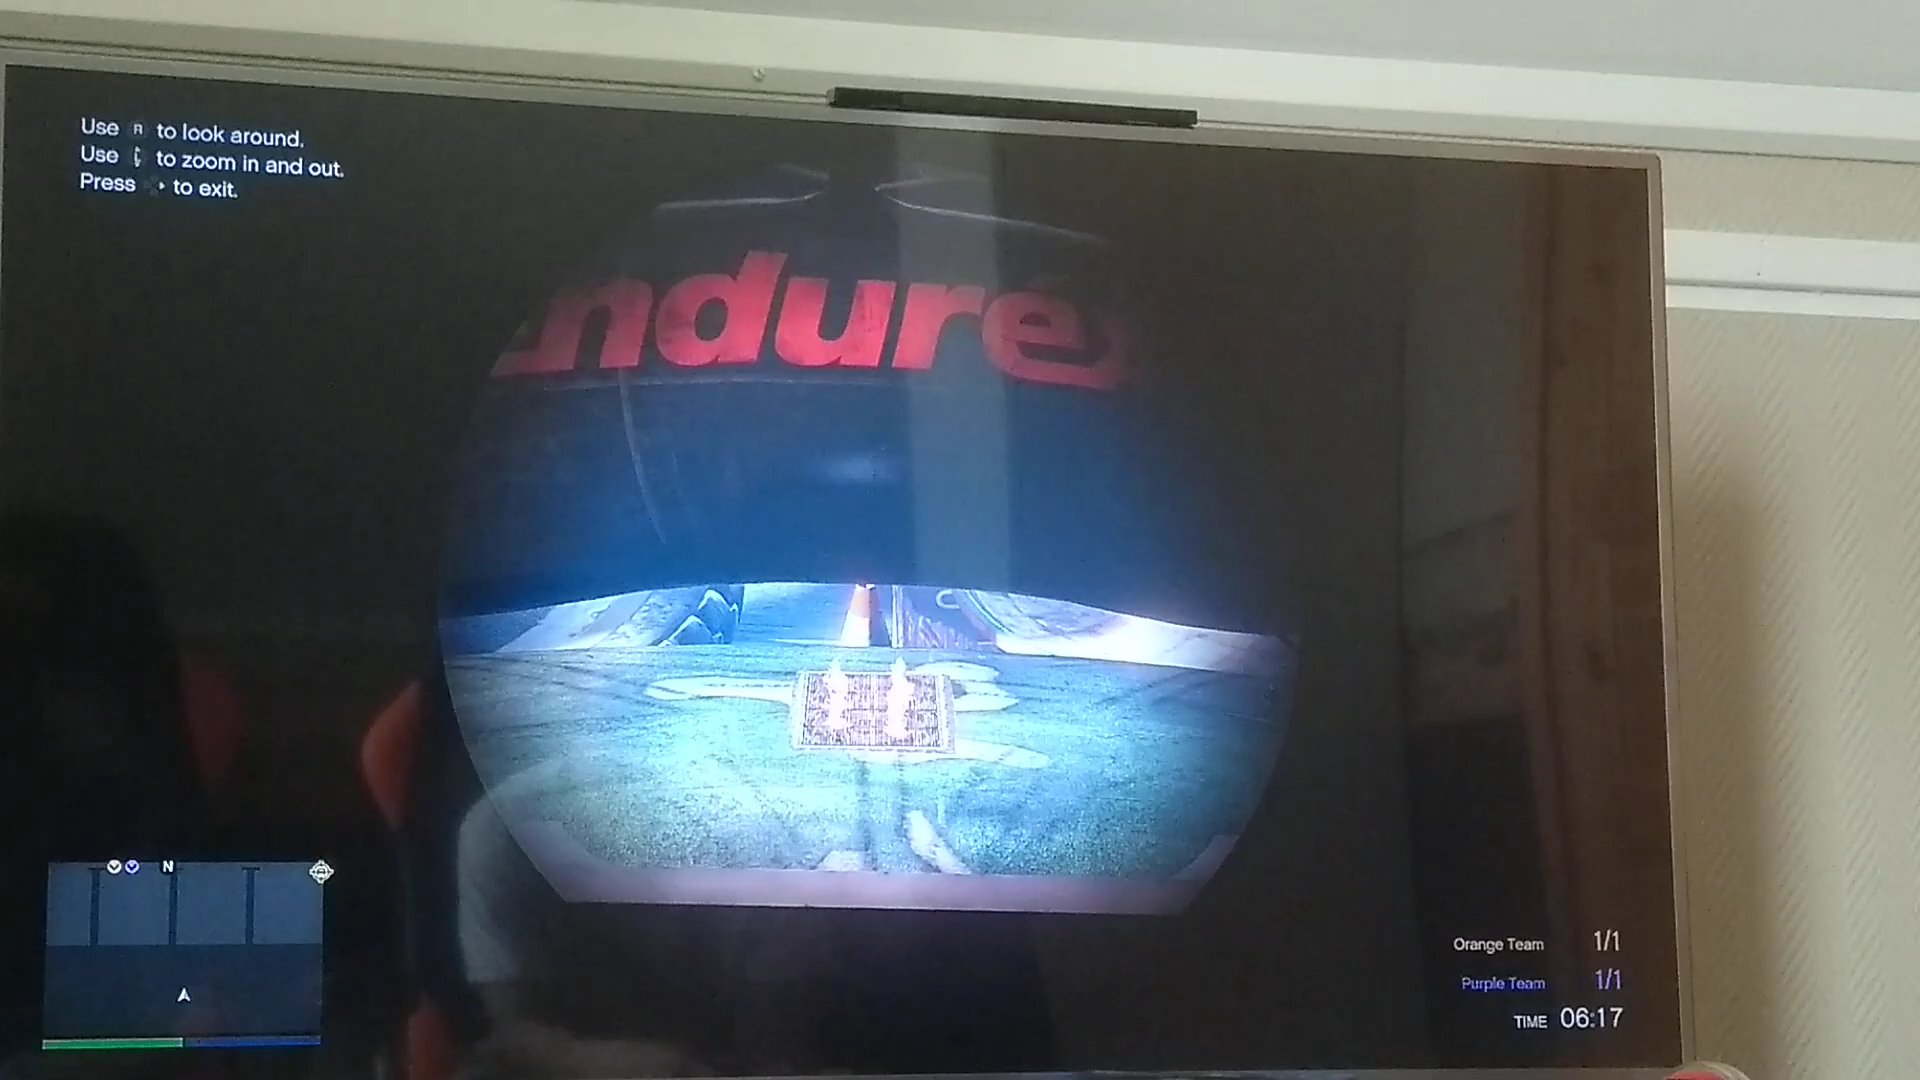 Use R to look around.
Use L to zoom in and out.
Press to exit.
ndure
N
Orange Team 1/1
Purple Team 1/1
TIME 06:17